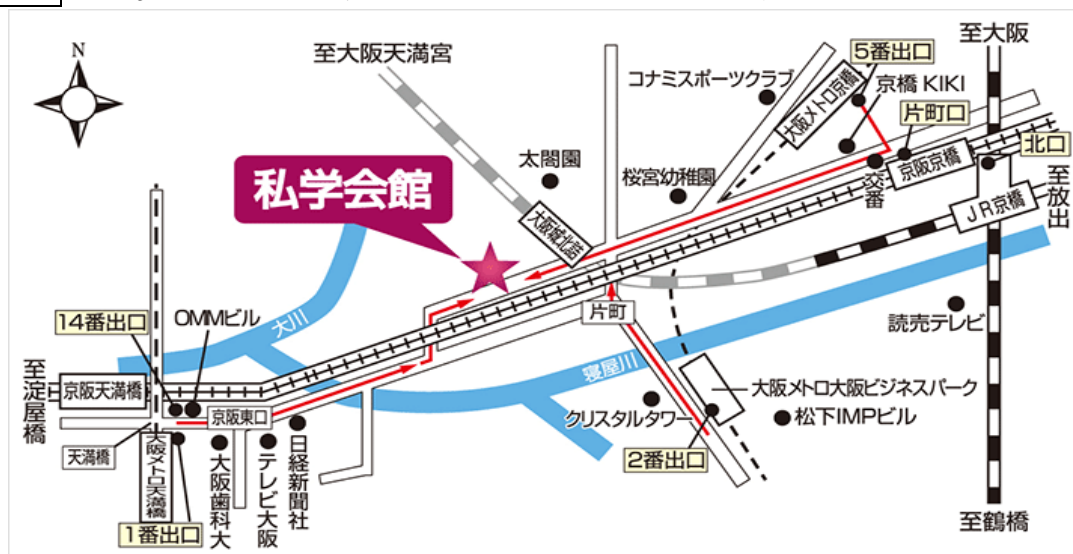 N
至大阪天満宮
コナミスポーツクラブ
5番出口
至大阪
大阪メトロ京橋
京橋 KIKI
片町口
北口
太閤園
桜宮幼稚園
交番
京阪京橋
至放出
私学会館
大阪城北詰
JR京橋
14番出口
OMMビル
大川
片町
読売テレビ
至淀屋橋
京阪天満橋
寝屋川
大阪メトロ大阪ビジネスパーク
京阪東口
クリスタルタワー
松下IMPビル
天満橋
大阪メトロ天満橋
2番出口
大阪歯科大
テレビ大阪
日経新聞社
1番出口
至鶴橋